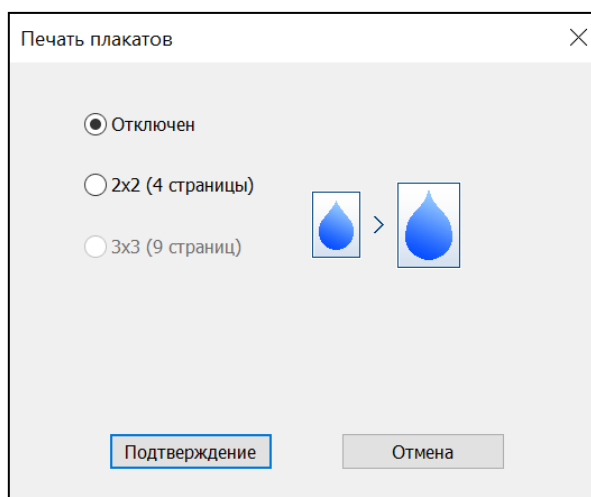 Печать плакатов
Отключен
2x2 (4 страницы)
3x3 (9 страниц)
>
Подтверждение
Отмена